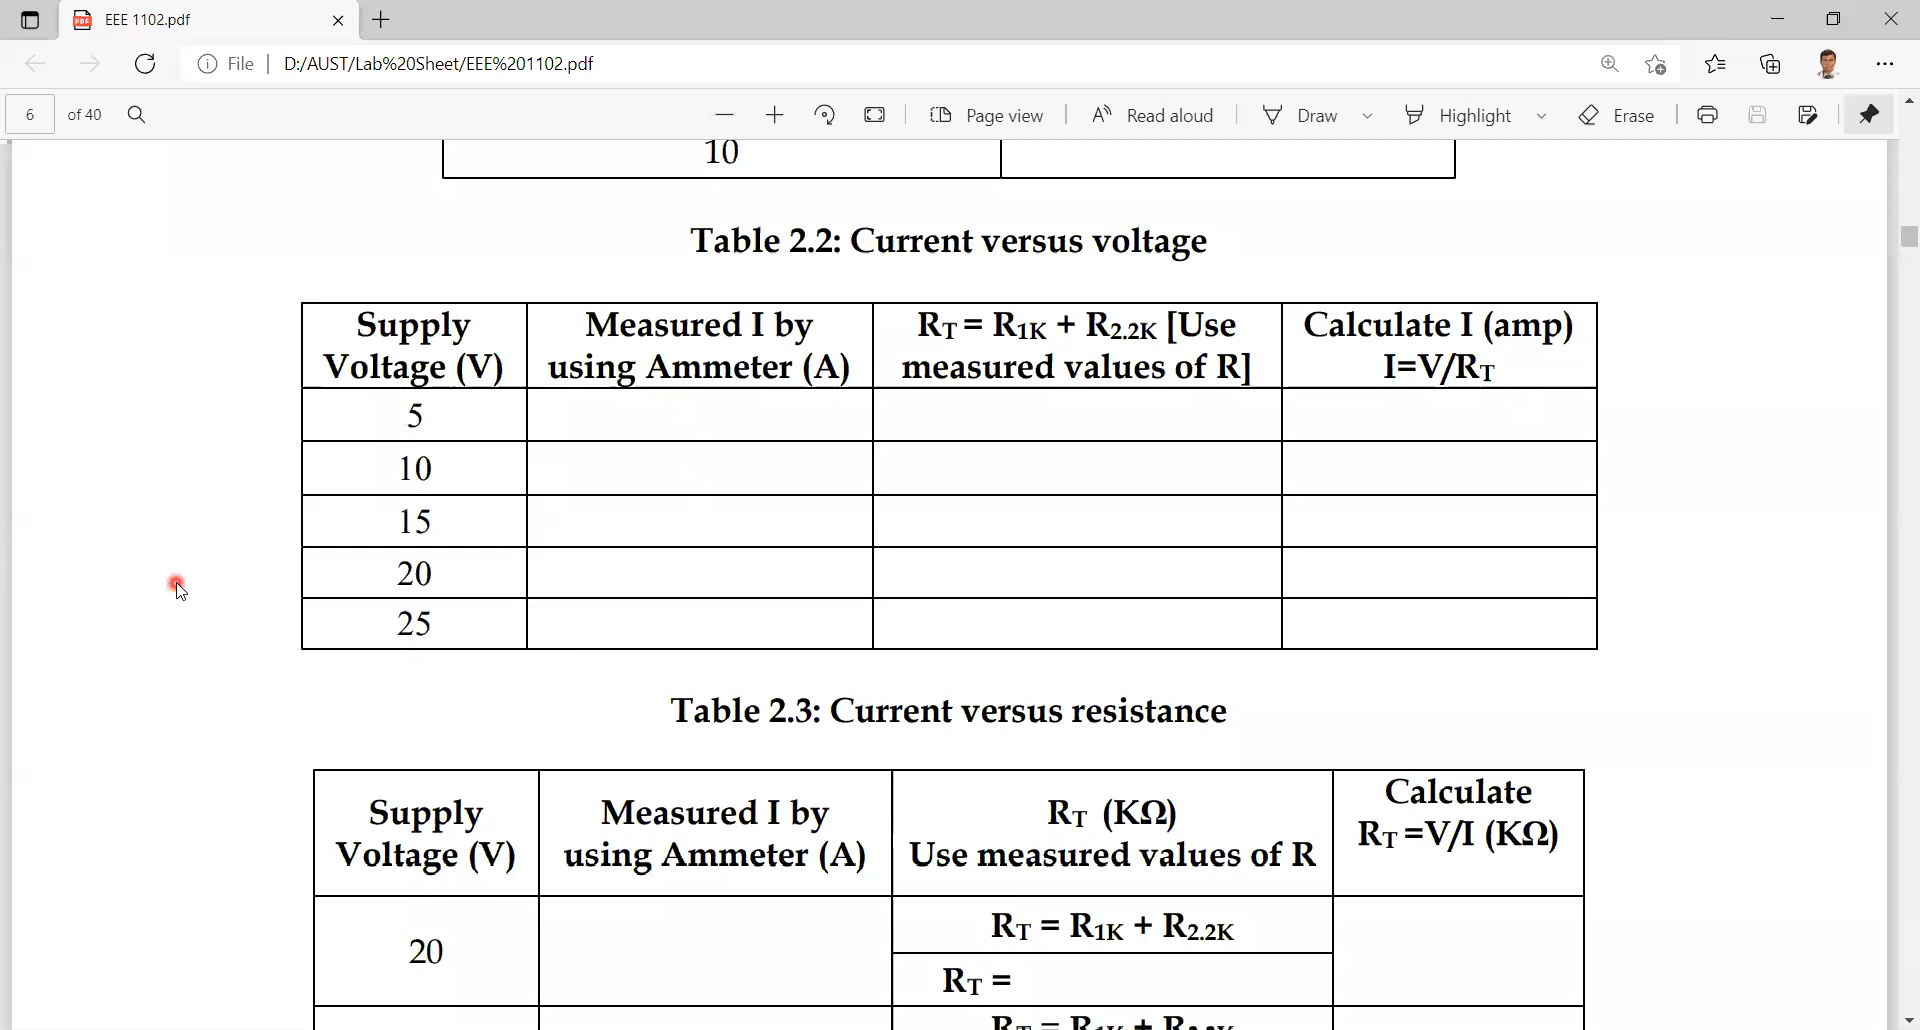 EEE 1102.pdf
File
D:/AUST/Lab%20Sheet/EEE%201102.pdf
6 of 40
Page view
Read aloud
Draw
Highlight
Erase
10
Table 2.2: Current versus voltage
Supply Voltage (V)
Measured I by using Ammeter (A)
RT = R1K + R2.2K [Use measured values of R]
Calculate I (amp) I=V/RT
5
10
15
20
25
Table 2.3: Current versus resistance
Supply Voltage (V)
Measured I by using Ammeter (A)
RT (KΩ)
Use measured values of R
Calculate
RT =V/I (KΩ)
20
RT = R1K + R2.2K
RT =